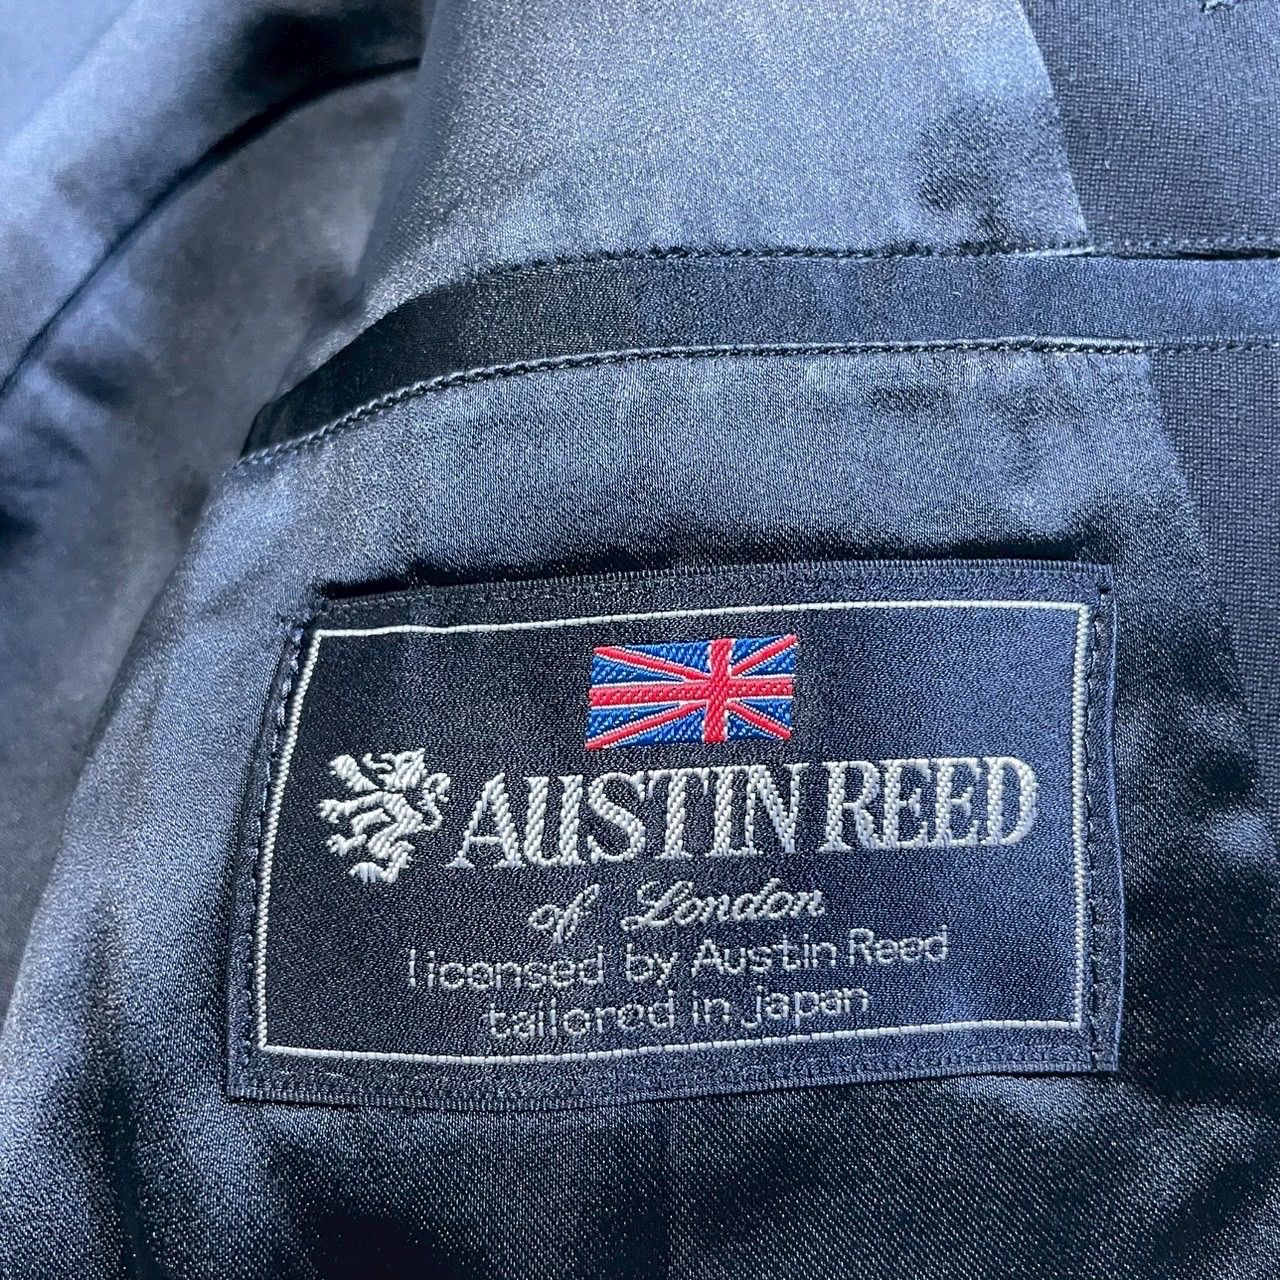 AUSTIN REED
of London
licensed by Austin Reed
tailored in japan